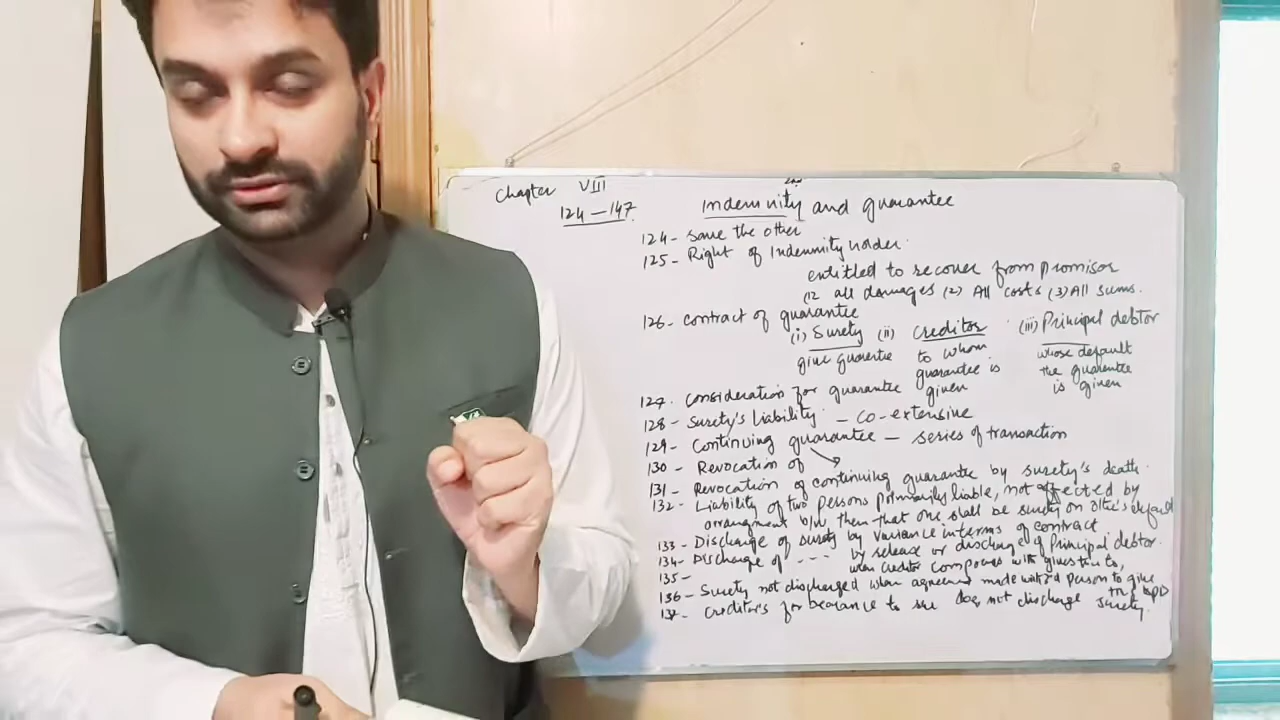 Chapter VIII
124 - 147
Indemnity and guarantee
124 - Save the other
125 - Right of Indemnity holder.
entitled to recover from promisor
(1) all damages (2) All costs (3) All sums.
126 - contract of guarantee
(i) Surety (ii) Creditor (iii) Principal debtor
give guarentie to whom guarantee is given whose default the guarentee is given
127. consideration for guarantee
128 - Surety's Liability - co-extensive
129 - Continuing guarantee - series of transaction
130 - Revocation of
131 - Revocation of continuing guarantee by surety's death.
132 - Liability of two persons primarily liable, not affected by
arrangment b/w them that one shall be surety on other's default
133 - Discharge of surety by variance in terms of contract
134 - Discharge of - - - by release or discharge of Principal debtor.
135 - when creditor compounds with, gives time to,
136 - Surety not discharged when agreement made with 3rd person to give
137 - Creditor's forbearance to sue does not discharge surety.